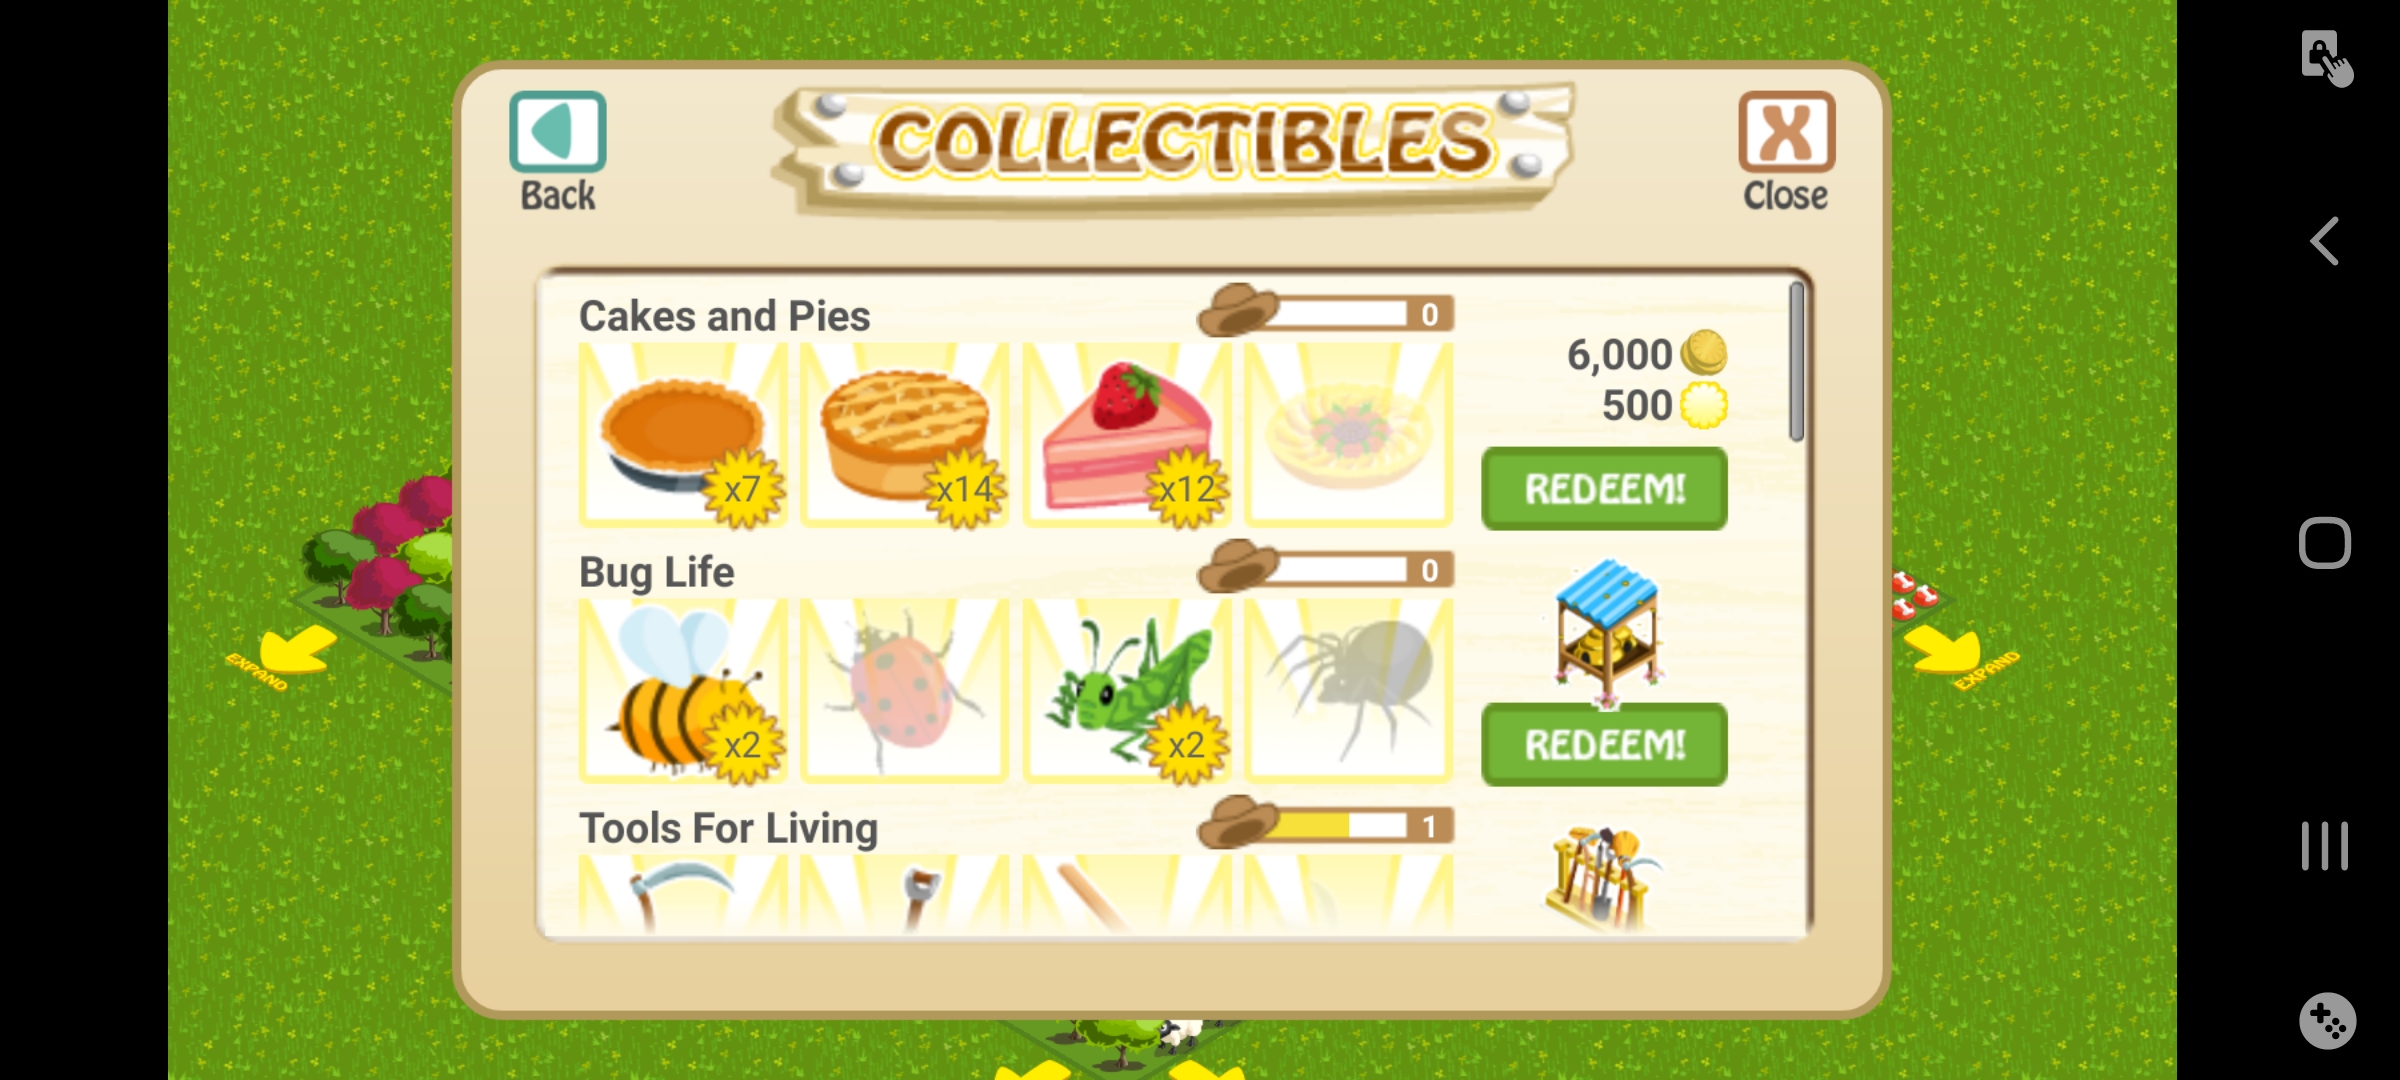 COLLECTIBLES
Back
Close
Cakes and Pies
0
6,000
500
x7
x14
x12
REDEEM!
Bug Life
0
x2
x2
REDEEM!
EXPAND
EXPAND
Tools For Living
1